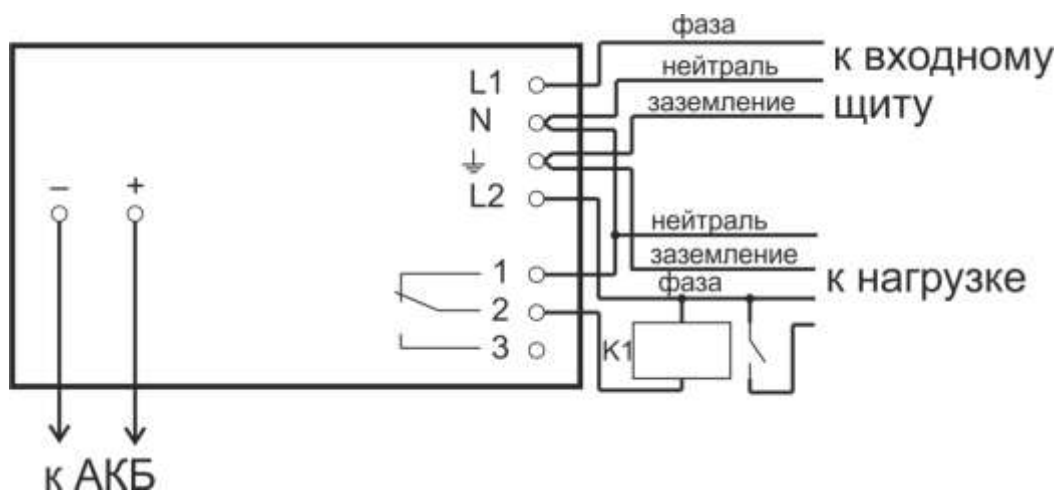 фаза
к входному
L1
нейтраль
N
заземление
щиту
L2
– +
нейтраль
заземление
1
фаза
к нагрузке
2
3
K1
к АКБ